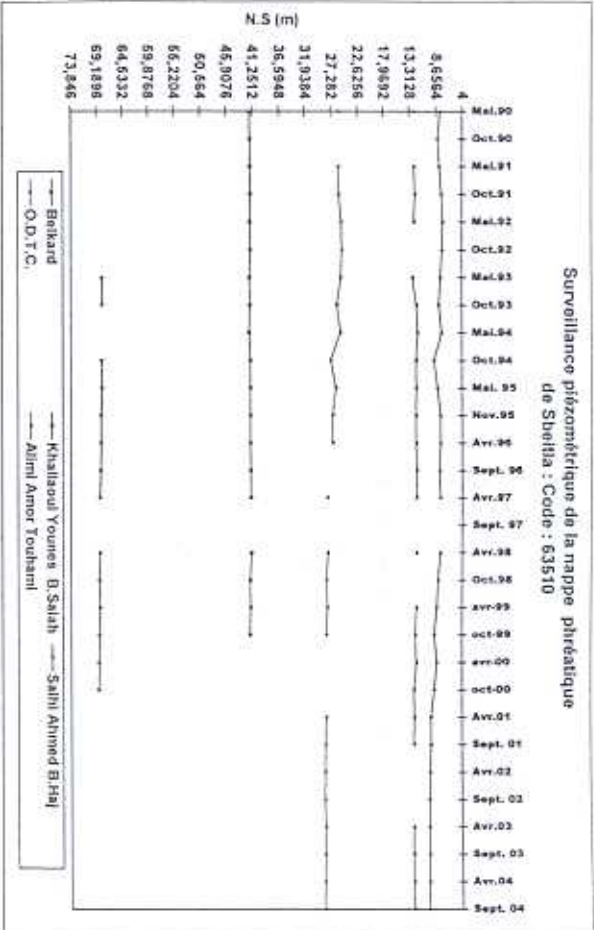 Surveillance piézométrique de la nappe phréatique
de Sbeitla : Code : 63510
Mai.90
Oct.90
Mai.91
Oct.91
Mai.92
Oct.92
Mai.93
Oct.93
Mai.94
Oct.94
Mai. 95
Nov.95
Avr.96
Sept. 96
Avr.97
Sept. 97
Avr.98
Oct.98
avr-99
oct-99
avr-00
oct-00
Avr.01
Sept. 01
Avr.02
Sept. 02
Avr.03
Sept. 03
Avr.04
Sept. 04
4
8,6564
13,3128
17,9692
22,6256
27,282
31,9384
36,5948
41,2512
45,9076
50,564
55,2204
59,8768
64,5332
69,1896
73,846
N.S (m)
Belkard
Khallaoui Younes B.Salah
Salhi Ahmed B.Haj
O.D.T.C.
Alimi Amor Touhami